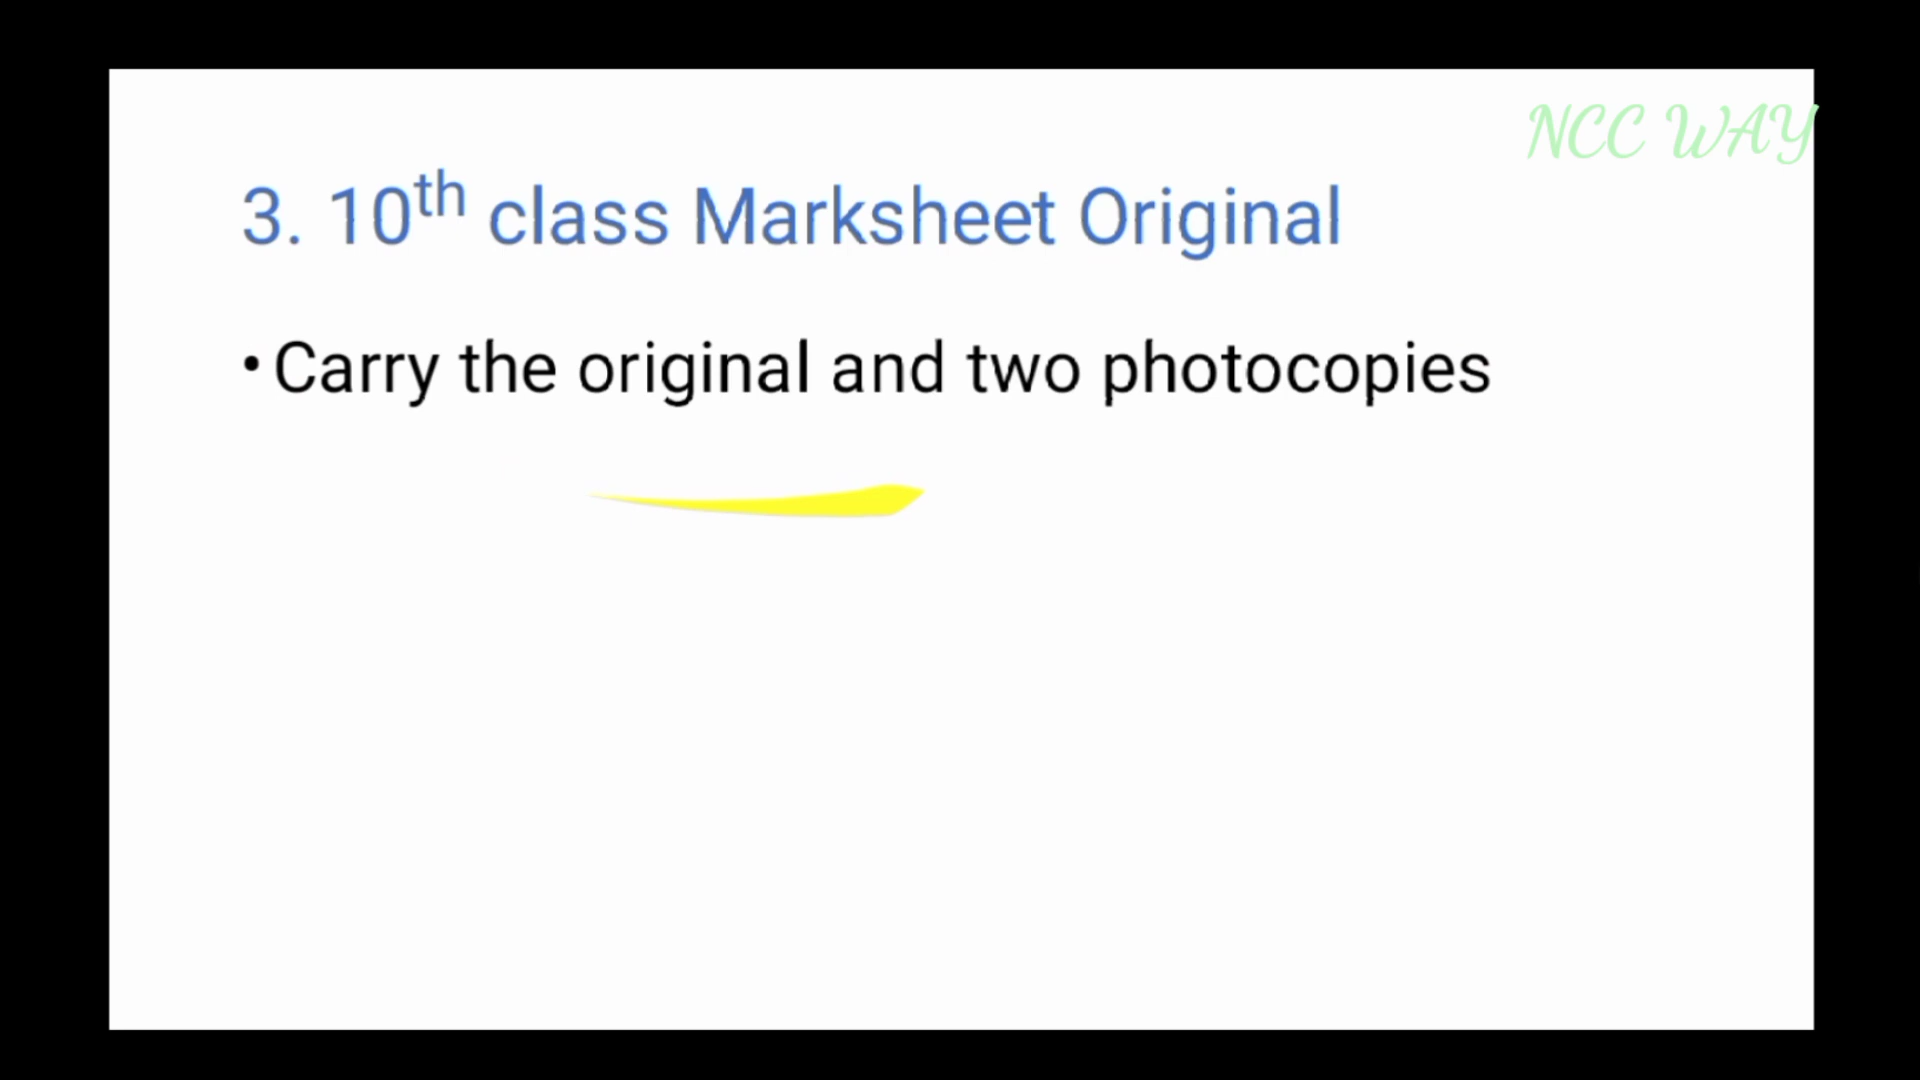 NCC WAY
3. 10th class Marksheet Original
• Carry the original and two photocopies